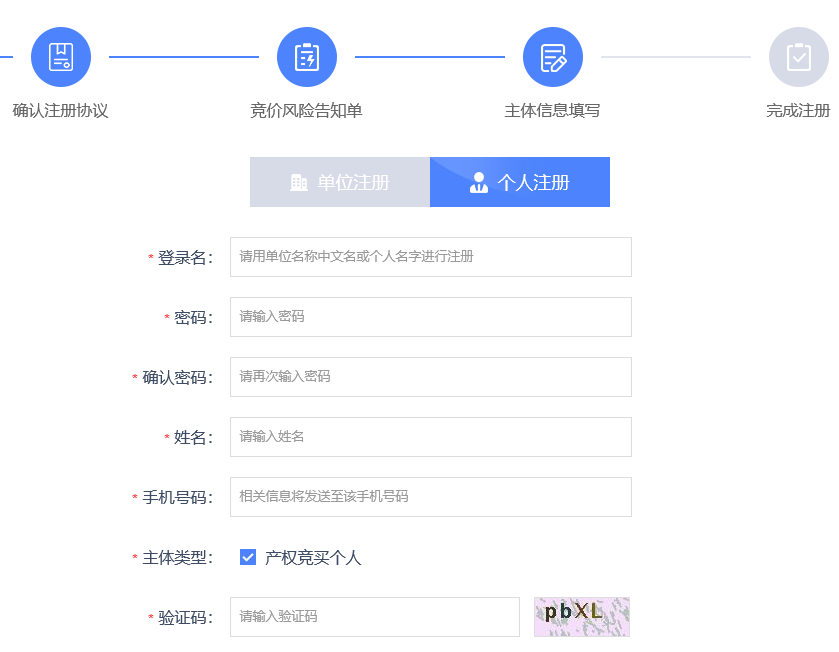 确认注册协议 竞价风险告知单 主体信息填写 完成注册
单位注册 个人注册
* 登录名： 请用单位名称中文名或个人名字进行注册
* 密码： 请输入密码
* 确认密码： 请再次输入密码
* 姓名： 请输入姓名
* 手机号码： 相关信息将发送至该手机号码
* 主体类型： 产权竞买个人
* 验证码： 请输入验证码 pbXL